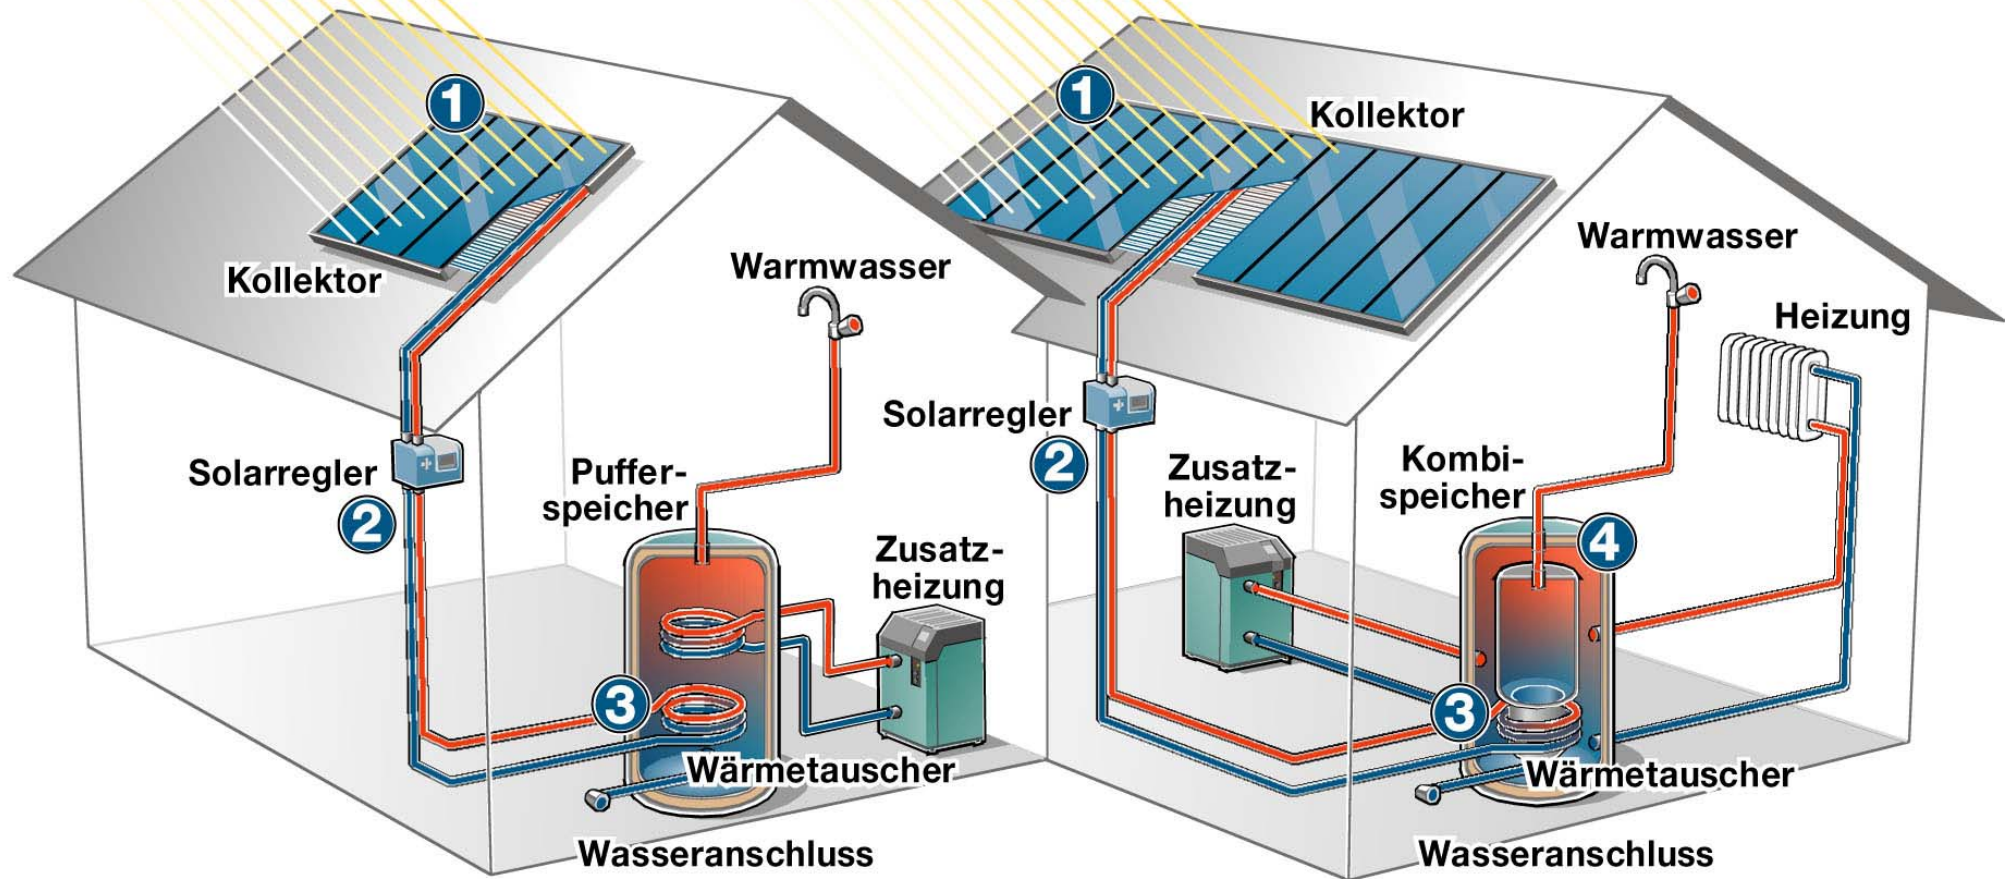 1
Kollektor
Warmwasser
Solarregler
2
Puffer-
speicher
Zusatz-
heizung
3
Wärmetauscher
Wasseranschluss
1
Kollektor
Warmwasser
Heizung
Solarregler
2
Zusatz-
heizung
Kombi-
speicher
4
3
Wärmetauscher
Wasseranschluss